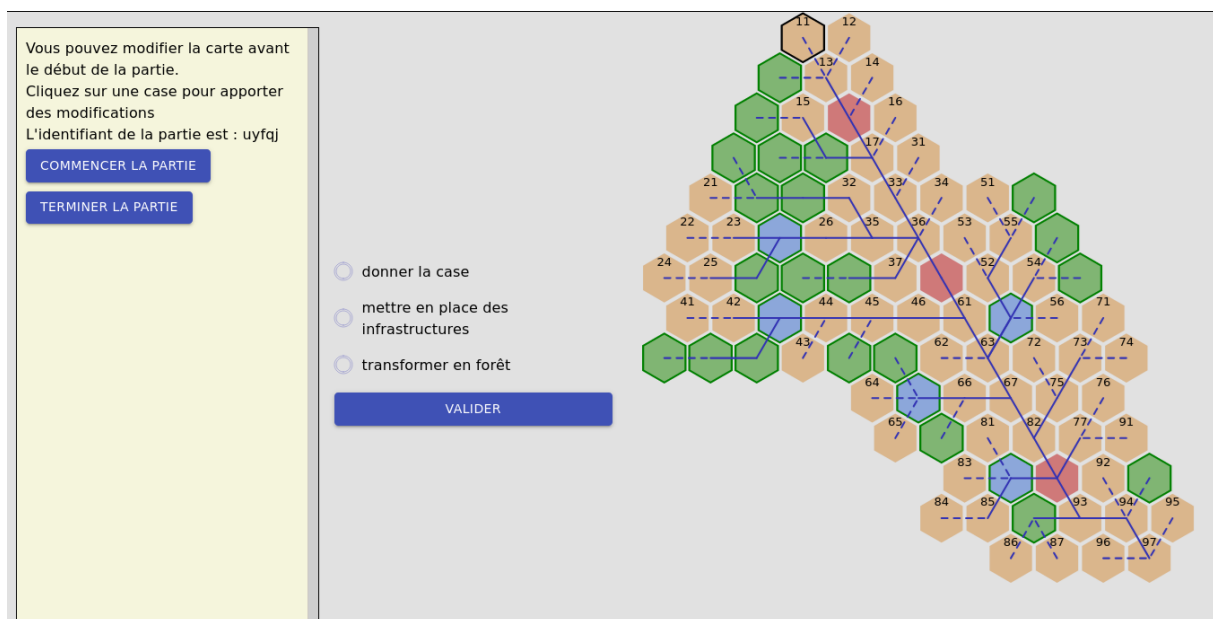 Vous pouvez modifier la carte avant
le début de la partie.
Cliquez sur une case pour apporter
des modifications
L'identifiant de la partie est : uyfqj
COMMENCER LA PARTIE
TERMINER LA PARTIE
donner la case
mettre en place des
infrastructures
transformer en forêt
VALIDER
11 12
13 14
15 16
17 31
21 32 33 34 51
22 23 26 35 36 53 55
24 25 37 52 54
41 42 44 45 46 61 56 71
43 62 63 72 73 74
64 66 67 75 76
65 81 82 77 91
83 92
84 85 93 94 95
86 87 96 97